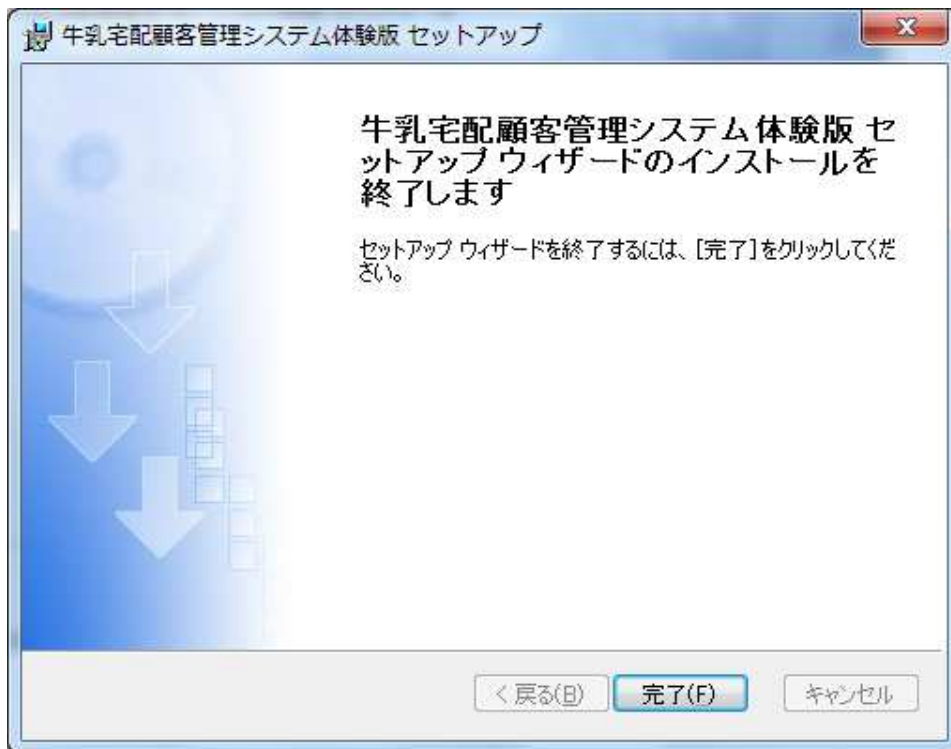 牛乳宅配顧客管理システム体験版 セットアップ
牛乳宅配顧客管理システム体験版 セ
ットアップ ウィザードのインストールを
終了します
セットアップ ウィザードを終了するには、[完了]をクリックしてくだ
さい。
< 戻る(B) 完了(F) キャンセル